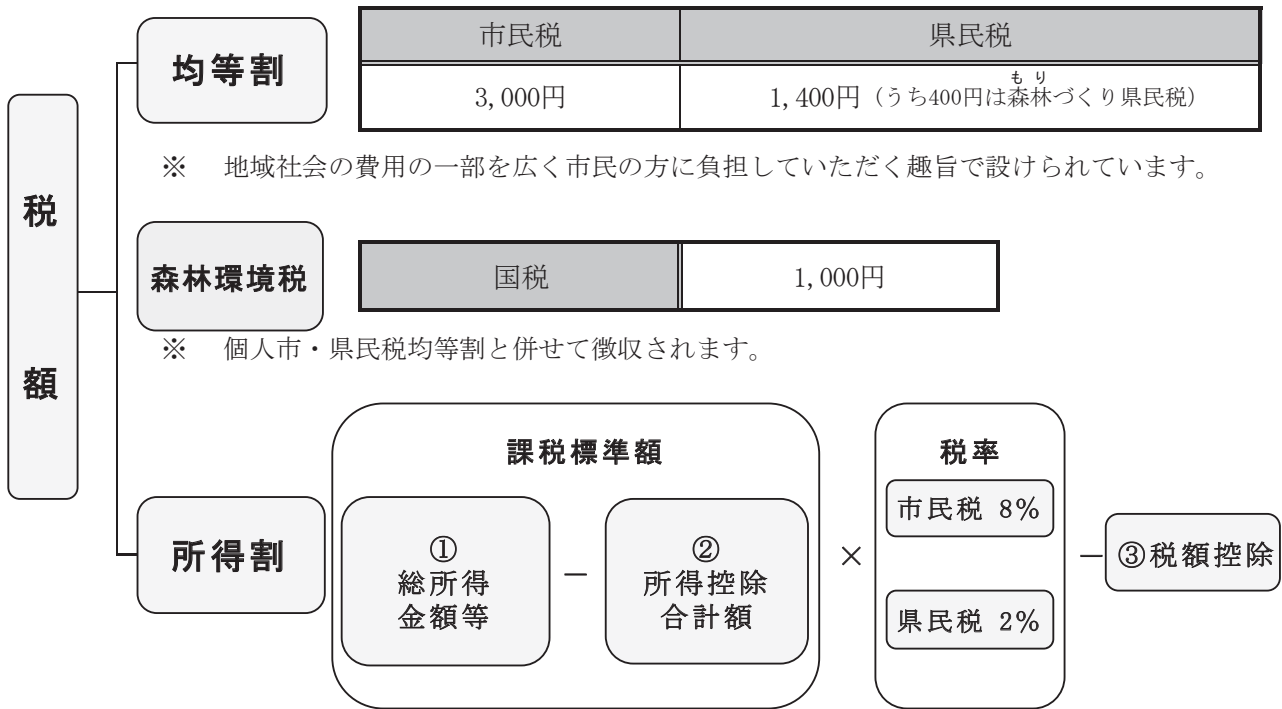 税額
均等割
市民税 県民税
3,000円 1,400円（うち400円は森林づくり県民税）
もり
※ 地域社会の費用の一部を広く市民の方に負担していただく趣旨で設けられています。
森林環境税
国税 1,000円
※ 個人市・県民税均等割と併せて徴収されます。
所得割
課税標準額
①
総所得
金額等
－
②
所得控除
合計額
×
税率
市民税 8%
県民税 2%
－
③税額控除